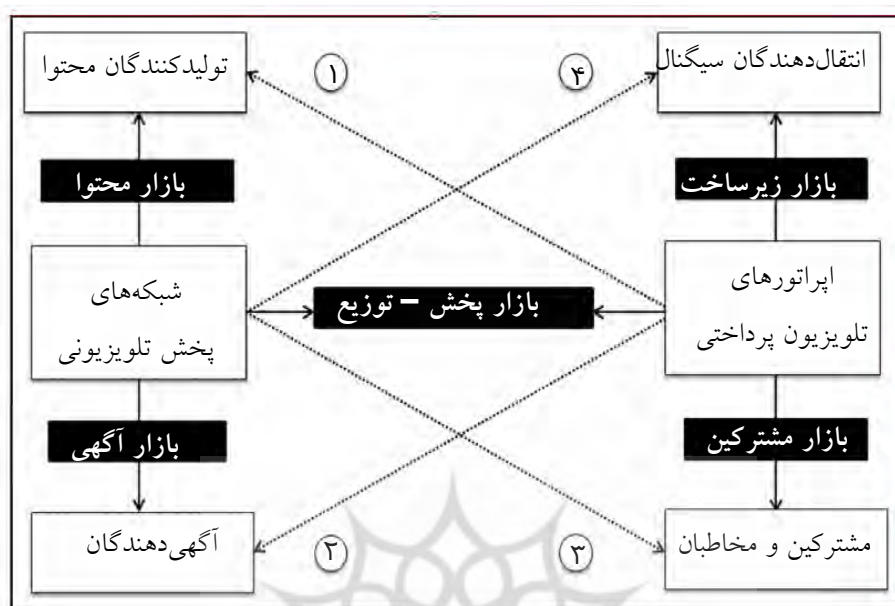 انتقال‌دهندگان سیگنال
۴
۱
تولیدکنندگان محتوا
بازار زیرساخت
بازار محتوا
اپراتورهای
تلویزیون پرداختی
بازار پخش – توزیع
شبکه‌های
پخش تلویزیونی
بازار مشترکین
بازار آگهی
مشترکین و مخاطبان
۳
۲
آگهی‌دهندگان